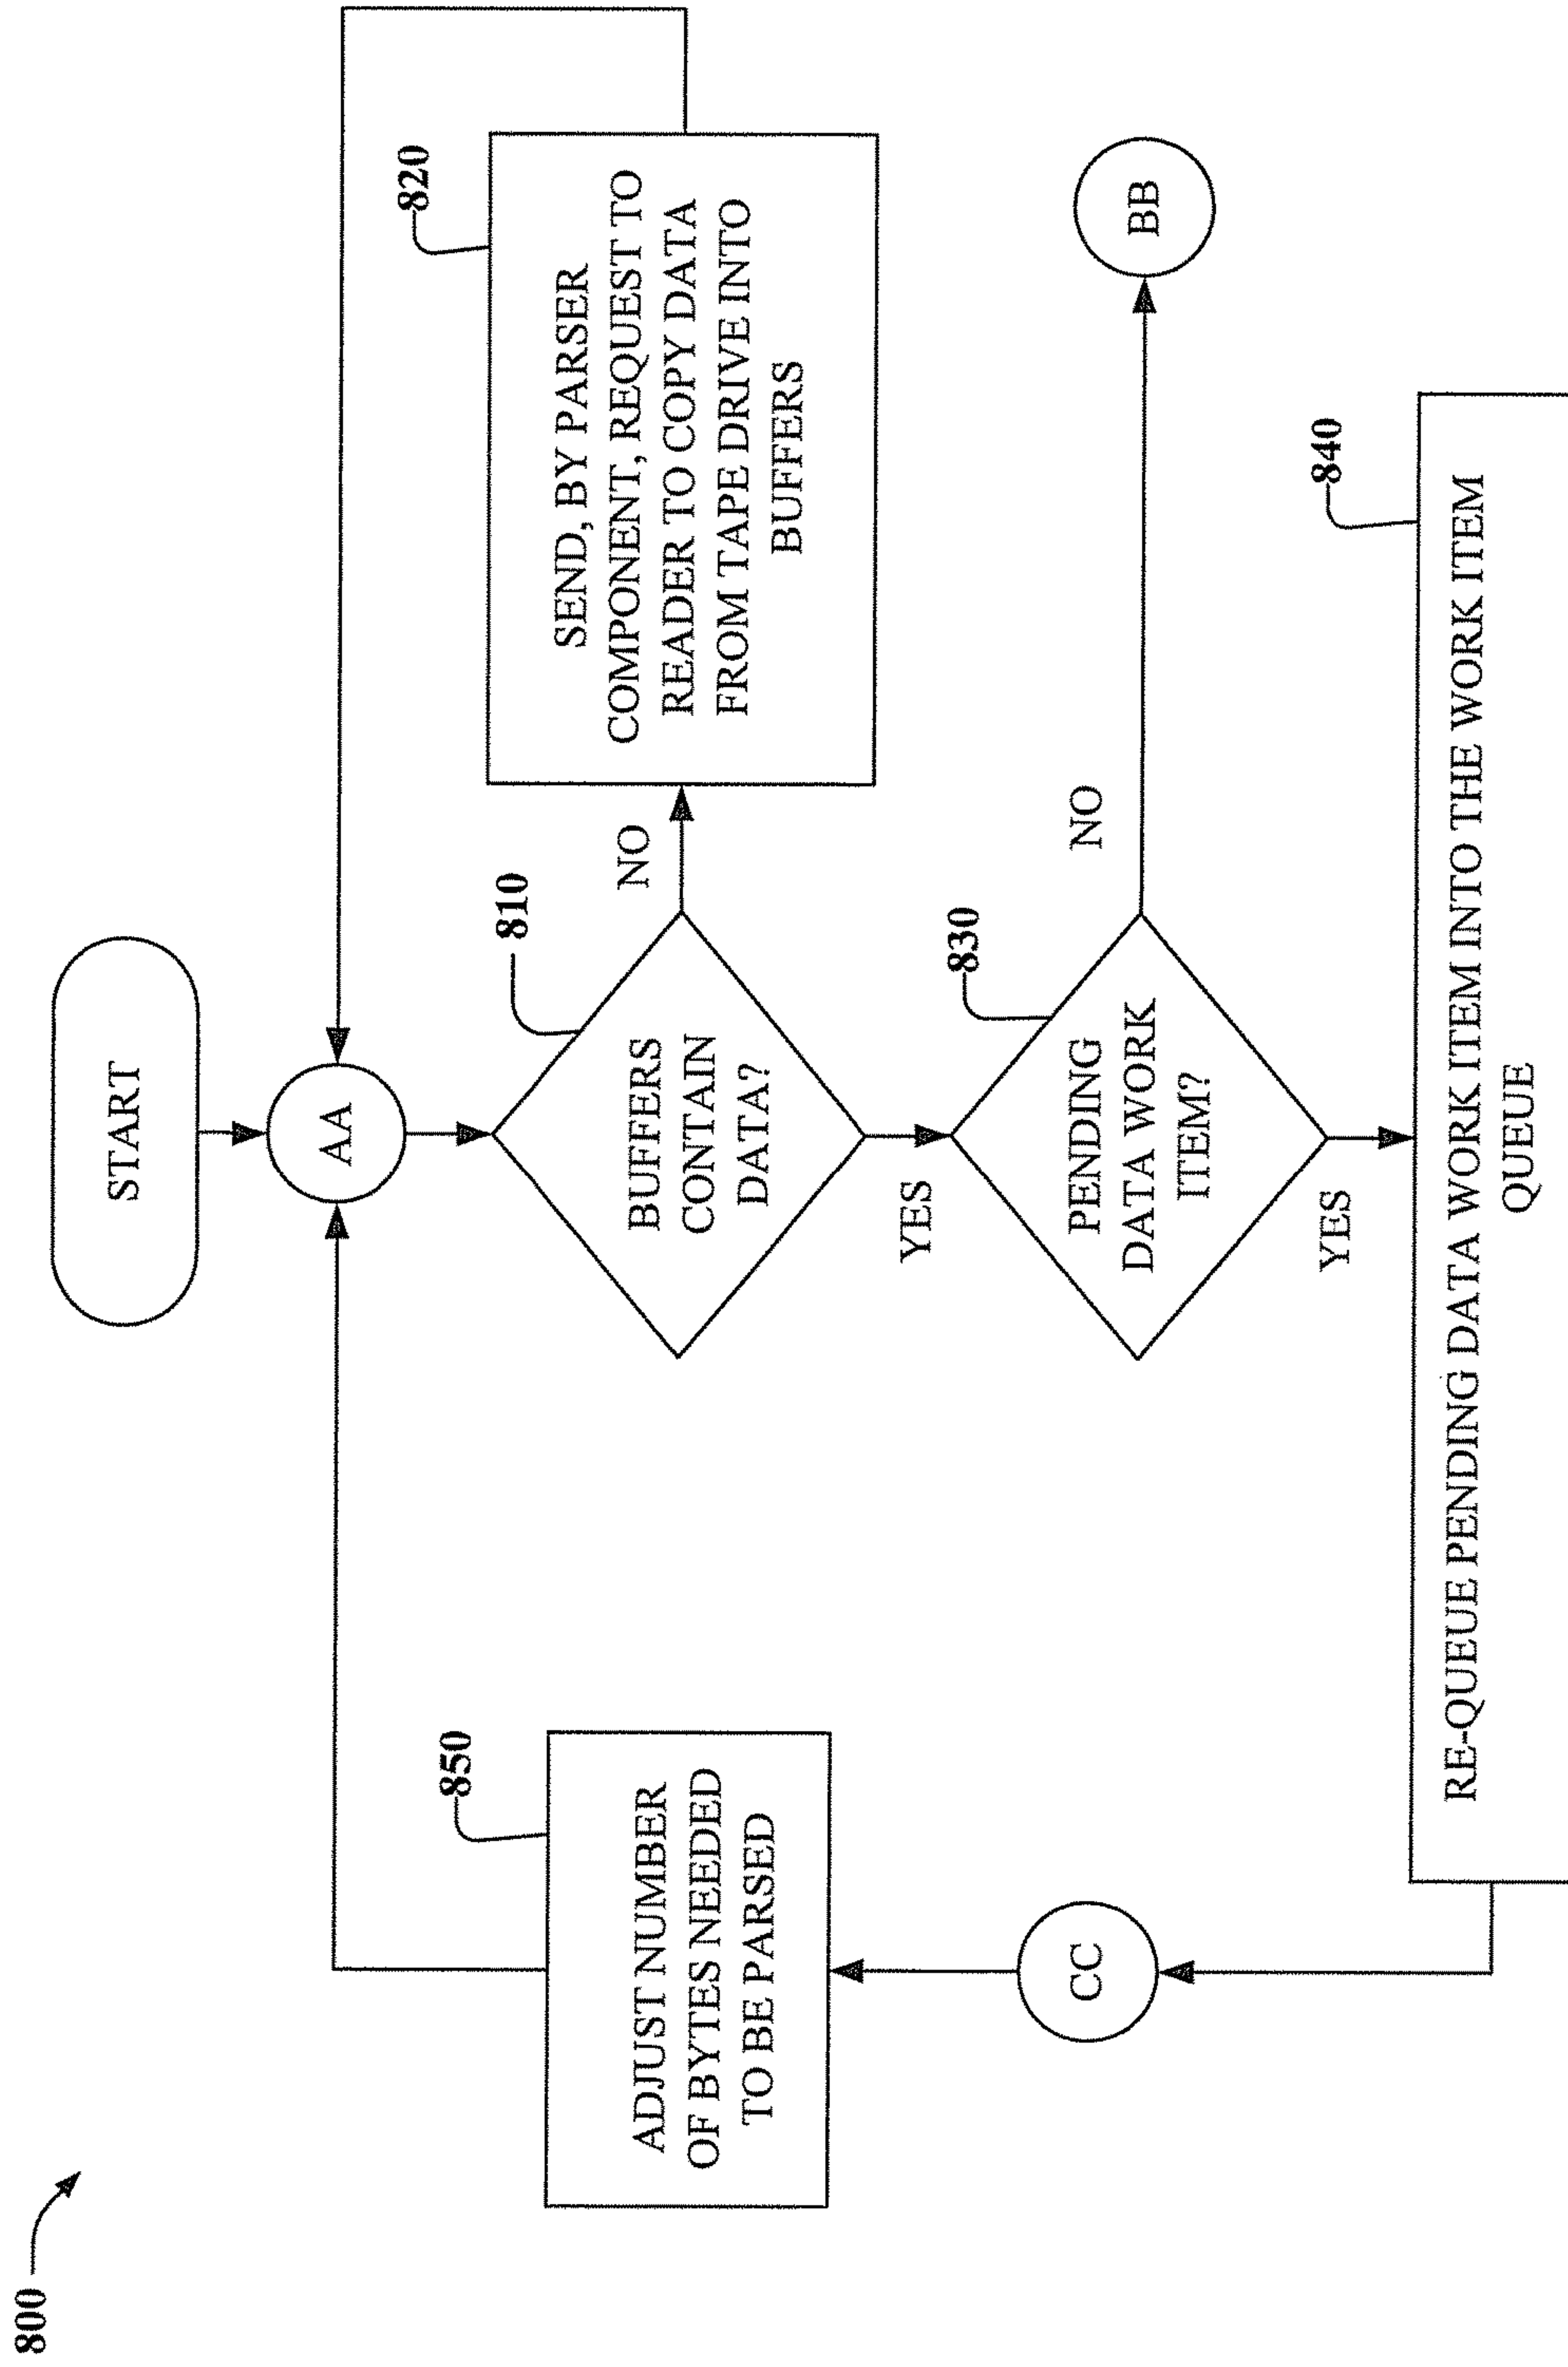 800
START
AA
810
BUFFERS
CONTAIN
DATA?
NO
820
SEND, BY PARSER
COMPONENT, REQUEST TO
READER TO COPY DATA
FROM TAPE DRIVE INTO
BUFFERS
YES
830
PENDING
DATA WORK
ITEM?
NO
BB
YES
840
RE-QUEUE PENDING DATA WORK ITEM INTO THE WORK ITEM
QUEUE
CC
850
ADJUST NUMBER
OF BYTES NEEDED
TO BE PARSED